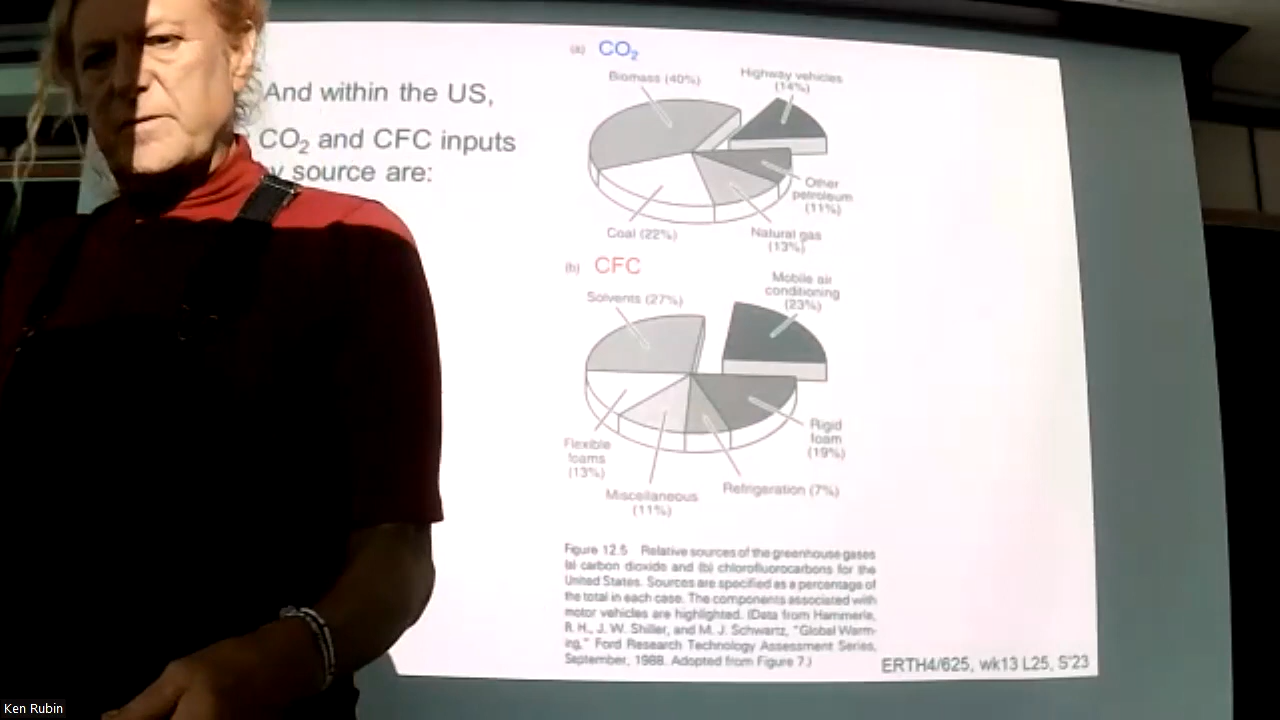 And within the US,
CO₂ and CFC inputs
y source are:
(a) CO₂
Biomass (40%)
Highway vehicles
(14%)
Other
petroleum
(11%)
Coal (22%)
Natural gas
(13%)
(b) CFC
Solvents (27%)
Mobile air
conditioning
(23%)
Rigid
foam
(19%)
Flexible
foams
(13%)
Miscellaneous
(11%)
Refrigeration (7%)
Figure 12.5 Relative sources of the greenhouse gases
(a) carbon dioxide and (b) chlorofluorocarbons for the
United States. Sources are specified as a percentage of
the total in each case. The components associated with
motor vehicles are highlighted. (Data from Hammerle,
R. H., J. W. Shiller, and M. J. Schwartz, "Global Warm-
ing," Ford Research Technology Assessment Series,
September, 1988. Adopted from Figure 7.)
ERTH4/625, wk13 L25, S'23
Ken Rubin